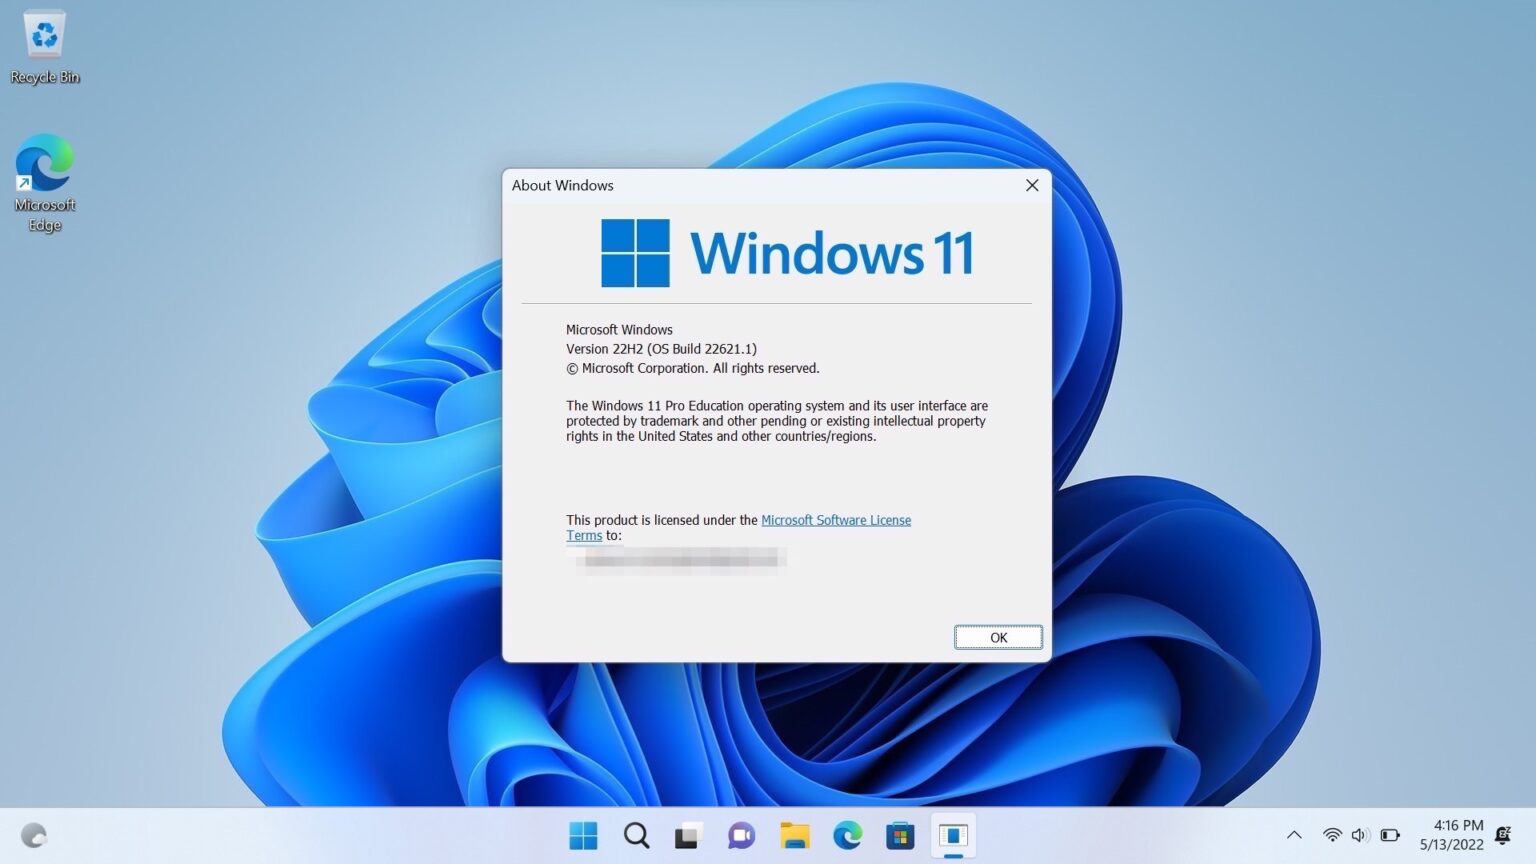 Recycle Bin
Microsoft
Edge
About Windows
Windows 11
Microsoft Windows
Version 22H2 (OS Build 22621.1)
© Microsoft Corporation. All rights reserved.
The Windows 11 Pro Education operating system and its user interface are
protected by trademark and other pending or existing intellectual property
rights in the United States and other countries/regions.
This product is licensed under the Microsoft Software License
Terms to:
OK
4:16 PM
5/13/2022